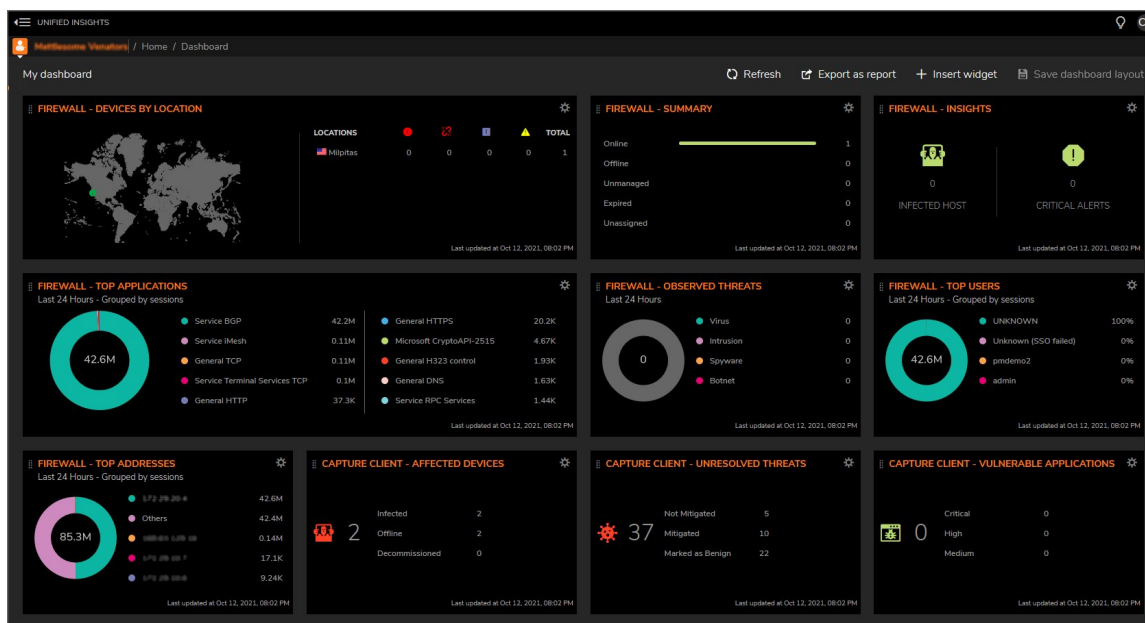 UNIFIED INSIGHTS
/ Home / Dashboard
My dashboard
Refresh Export as report Insert widget Save dashboard layout
FIREWALL - DEVICES BY LOCATION
LOCATIONS TOTAL
Milpitas 0 0 0 0 1
Last updated at Oct 12, 2021, 08:02 PM
FIREWALL - SUMMARY
Online 1
Offline 0
Unmanaged 0
Expired 0
Unassigned 0
Last updated at Oct 12, 2021, 08:02 PM
FIREWALL - INSIGHTS
0 0
INFECTED HOST CRITICAL ALERTS
Last updated at Oct 12, 2021, 08:02 PM
FIREWALL - TOP APPLICATIONS
Last 24 Hours - Grouped by sessions
42.6M
Service BGP 42.2M
Service iMesh 0.11M
General TCP 0.11M
Service Terminal Services TCP 0.1M
General HTTP 37.3K
General HTTPS 20.2K
Microsoft CryptoAPI-2515 4.67K
General H323 control 1.93K
General DNS 1.63K
Service RPC Services 1.44K
Last updated at Oct 12, 2021, 08:02 PM
FIREWALL - OBSERVED THREATS
Last 24 Hours
0
Virus 0
Intrusion 0
Spyware 0
Botnet 0
Last updated at Oct 12, 2021, 08:02 PM
FIREWALL - TOP USERS
Last 24 Hours - Grouped by sessions
42.6M
UNKNOWN 100%
Unknown (SSO failed) 0%
pmdemo2 0%
admin 0%
Last updated at Oct 12, 2021, 08:02 PM
FIREWALL - TOP ADDRESSES
Last 24 Hours - Grouped by sessions
85.3M
42.6M
Others 42.4M
0.14M
17.1K
9.24K
Last updated at Oct 12, 2021, 08:02 PM
CAPTURE CLIENT - AFFECTED DEVICES
2
Infected 2
Offline 2
Decommissioned 0
Last updated at Oct 12, 2021, 08:02 PM
CAPTURE CLIENT - UNRESOLVED THREATS
37
Not Mitigated 5
Mitigated 10
Marked as Benign 22
Last updated at Oct 12, 2021, 08:02 PM
CAPTURE CLIENT - VULNERABLE APPLICATIONS
0
Critical 0
High 0
Medium 0
Last updated at Oct 12, 2021, 08:02 PM